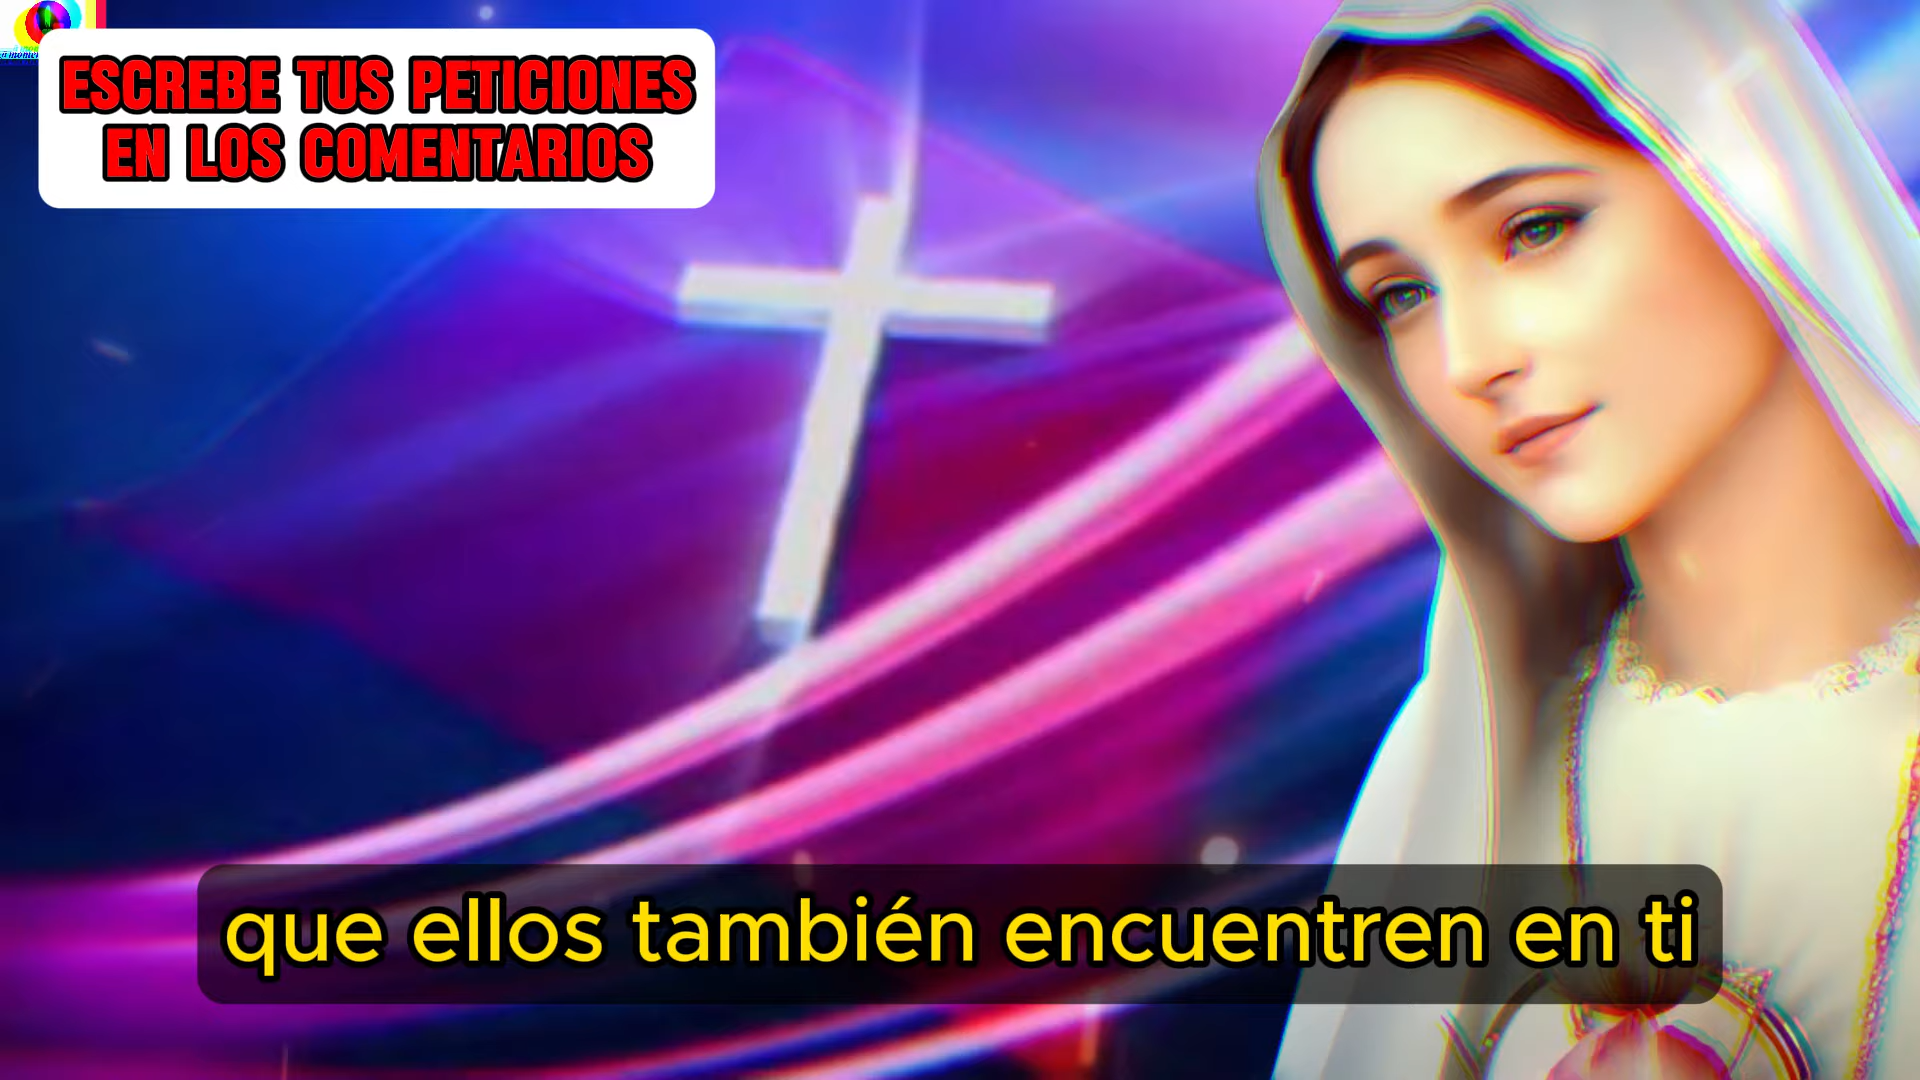 ESCREBE TUS PETICIONES
EN LOS COMENTARIOS
que ellos también encuentren en ti